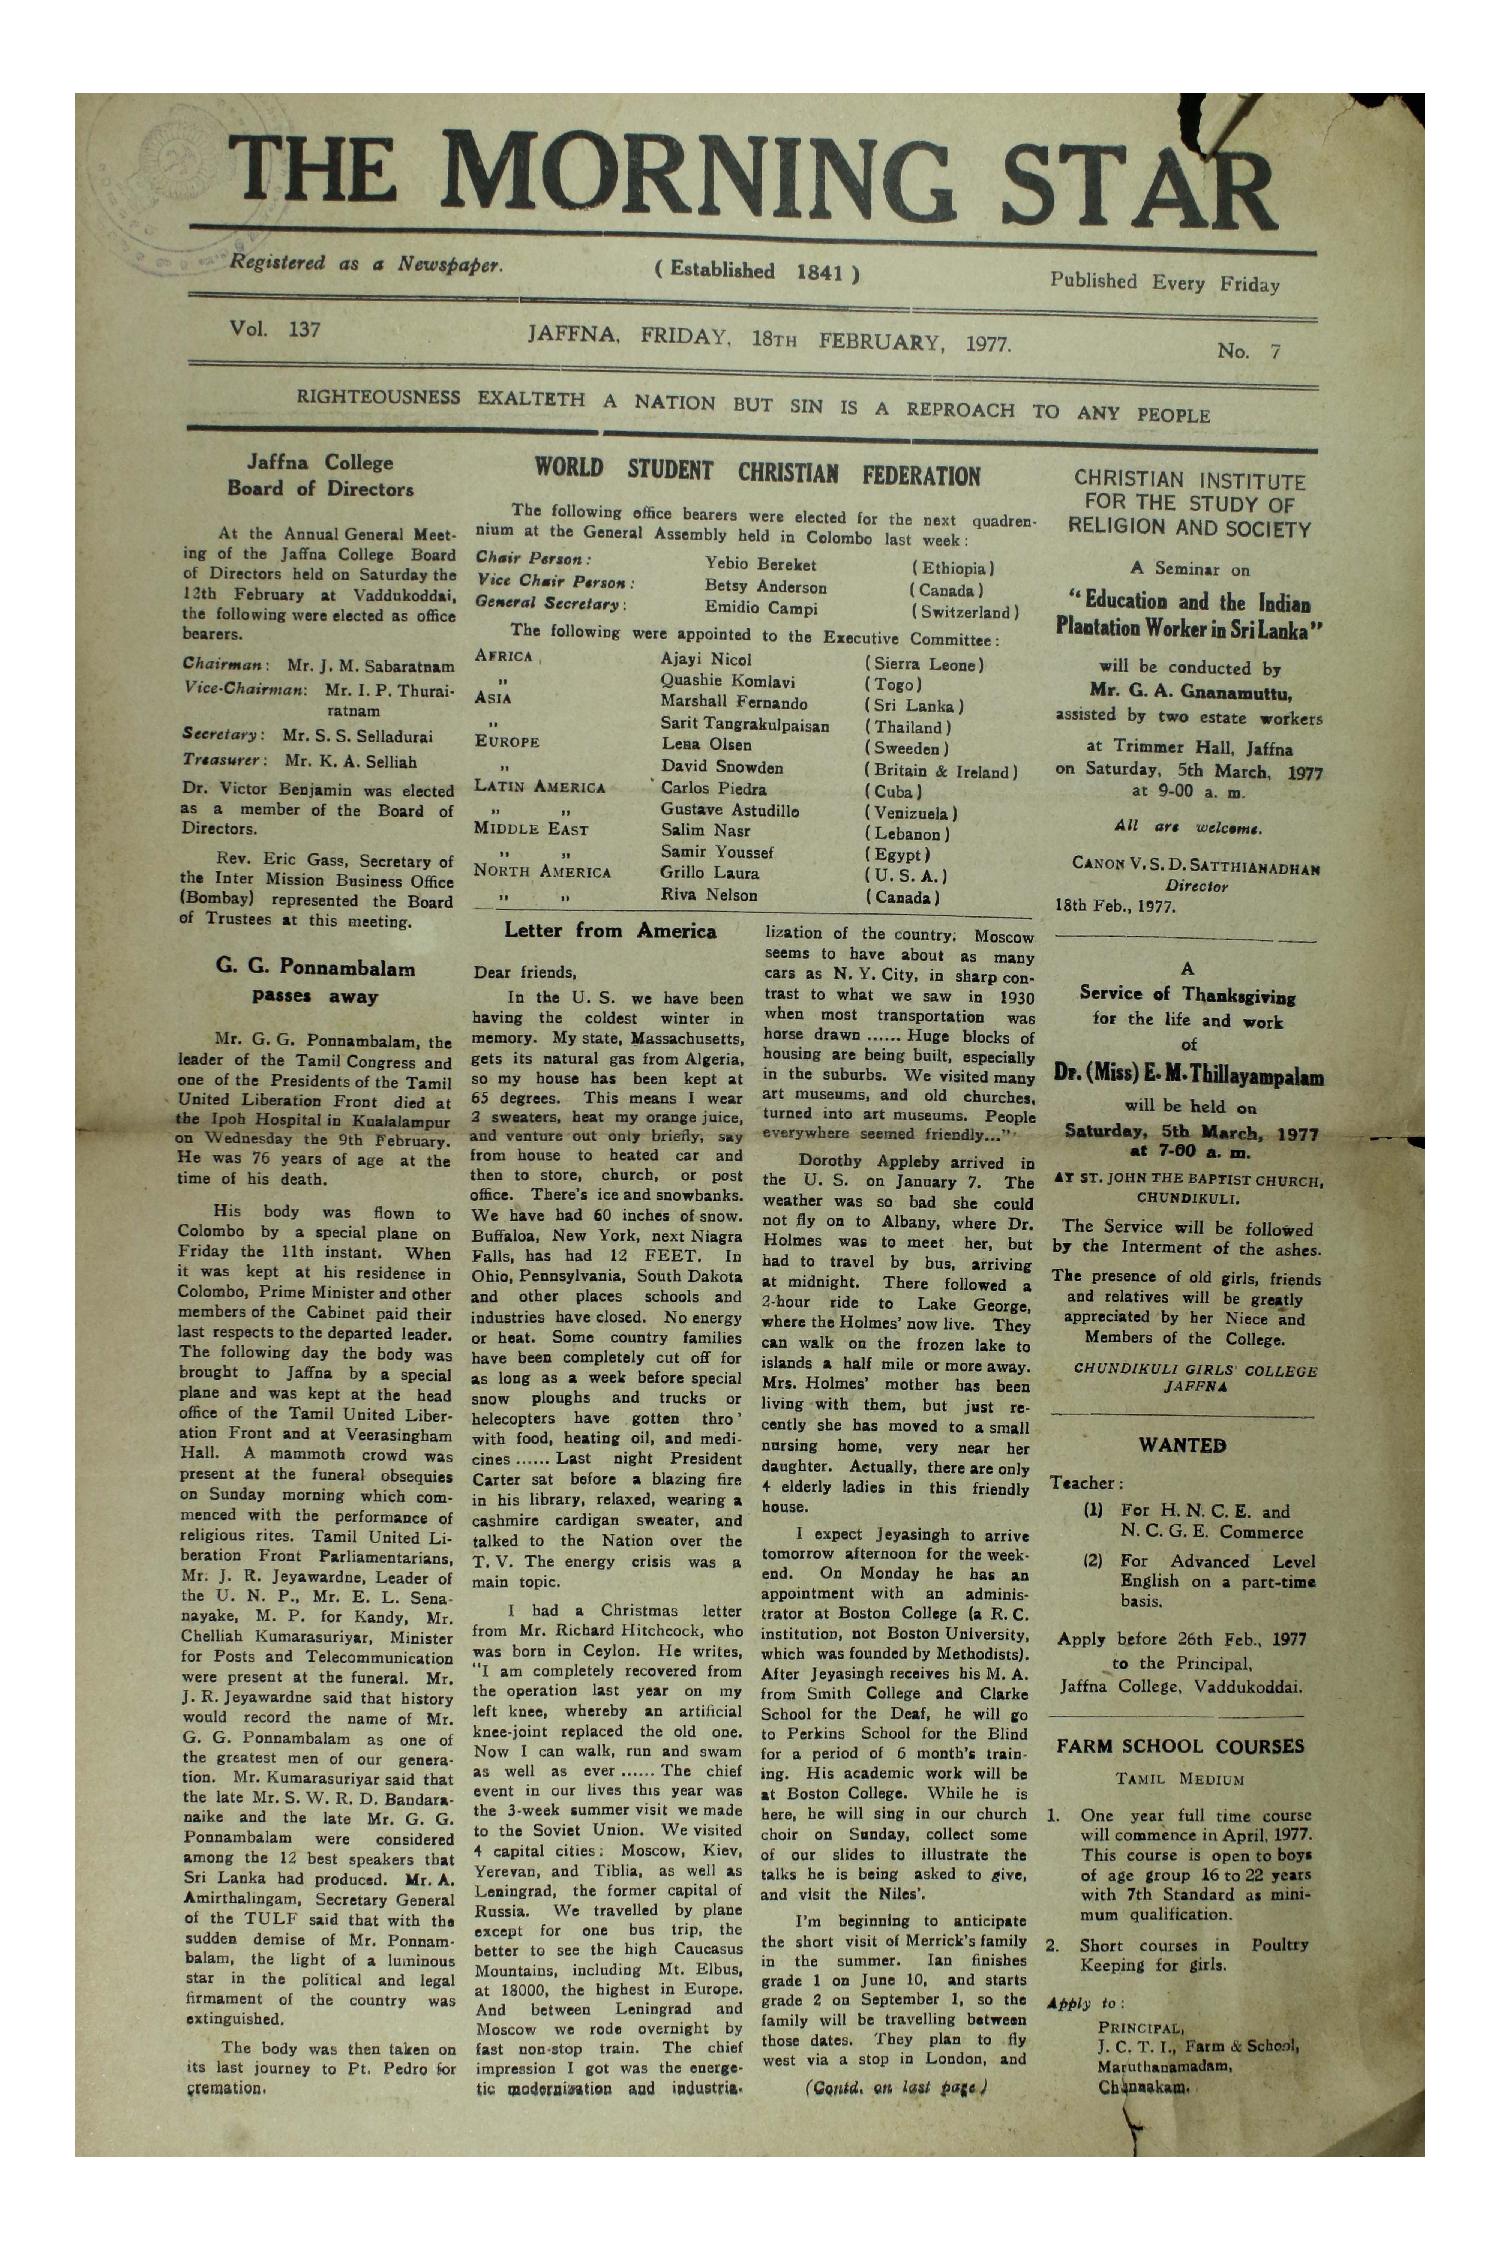 THE MORNING STAR
Registered as a Newspaper.
( Established 1841 )
Published Every Friday
Vol. 137
JAFFNA, FRIDAY, 18TH FEBRUARY, 1977.
No. 7
RIGHTEOUSNESS EXALTETH A NATION BUT SIN IS A REPROACH TO ANY PEOPLE
Jaffna College
Board of Directors
At the Annual General Meet-
ing of the Jaffna College Board
of Directors held on Saturday the
12th February at Vaddukoddai,
the following were elected as office
bearers.
Chairman: Mr. J. M. Sabaratnam
Vice-Chairman: Mr. I. P. Thurai-
ratnam
Secretary: Mr. S. S. Selladurai
Treasurer: Mr. K. A. Selliah
Dr. Victor Benjamin was elected
as a member of the Board of
Directors.
Rev. Eric Gass, Secretary of
the Inter Mission Business Office
(Bombay) represented the Board
of Trustees at this meeting.
G. G. Ponnambalam
passes away
Mr. G. G. Ponnambalam, the
leader of the Tamil Congress and
one of the Presidents of the Tamil
United Liberation Front died at
the Ipoh Hospital in Kualalampur
on Wednesday the 9th February.
He was 76 years of age at the
time of his death.
His body was flown to
Colombo by a special plane on
Friday the 11th instant. When
it was kept at his residence in
Colombo, Prime Minister and other
members of the Cabinet paid their
last respects to the departed leader.
The following day the body was
brought to Jaffna by a special
plane and was kept at the head
office of the Tamil United Liber-
ation Front and at Veerasingham
Hall. A mammoth crowd was
present at the funeral obsequies
on Sunday morning which com-
menced with the performance of
religious rites. Tamil United Li-
beration Front Parliamentarians,
Mr. J. R. Jeyawardne, Leader of
the U. N. P., Mr. E. L. Sena-
nayake, M. P. for Kandy, Mr.
Chelliah Kumarasuriyar, Minister
for Posts and Telecommunication
were present at the funeral. Mr.
J. R. Jeyawardne said that history
would record the name of Mr.
G. G. Ponnambalam as one of
the greatest men of our genera-
tion. Mr. Kumarasuriyar said that
the late Mr. S. W. R. D. Bandara-
naike and the late Mr. G. G.
Ponnambalam were considered
among the 12 best speakers that
Sri Lanka had produced. Mr. A.
Amirthalingam, Secretary General
of the TULF said that with the
sudden demise of Mr. Ponnam-
balam, the light of a luminous
star in the political and legal
firmament of the country was
extinguished.
The body was then taken on
its last journey to Pt. Pedro for
cremation.
WORLD STUDENT CHRISTIAN FEDERATION
The following office bearers were elected for the next quadren-
nium at the General Assembly held in Colombo last week:
Chair Person: Yebio Bereket (Ethiopia)
Vice Chair Person: Betsy Anderson (Canada)
General Secretary: Emidio Campi (Switzerland)
The following were appointed to the Executive Committee:
AFRICA Ajayi Nicol (Sierra Leone)
" Quashie Komlavi (Togo)
ASIA Marshall Fernando (Sri Lanka)
" Sarit Tangrakulpaisan (Thailand)
EUROPE Lena Olsen (Sweeden)
" David Snowden (Britain & Ireland)
LATIN AMERICA Carlos Piedra (Cuba)
" " Gustave Astudillo (Venizuela)
MIDDLE EAST Salim Nasr (Lebanon)
" " Samir Youssef (Egypt)
NORTH AMERICA Grillo Laura (U. S. A.)
" " Riva Nelson (Canada)
Letter from America
Dear friends,
In the U. S. we have been
having the coldest winter in
memory. My state, Massachusetts,
gets its natural gas from Algeria,
so my house has been kept at
65 degrees. This means I wear
2 sweaters, heat my orange juice,
and venture out only briefly, say
from house to heated car and
then to store, church, or post
office. There's ice and snowbanks.
We have had 60 inches of snow.
Buffaloa, New York, next Niagra
Falls, has had 12 FEET. In
Ohio, Pennsylvania, South Dakota
and other places schools and
industries have closed. No energy
or heat. Some country families
have been completely cut off for
as long as a week before special
snow ploughs and trucks or
helecopters have gotten thro'
with food, heating oil, and medi-
cines ...... Last night President
Carter sat before a blazing fire
in his library, relaxed, wearing a
cashmire cardigan sweater, and
talked to the Nation over the
T. V. The energy crisis was a
main topic.
I had a Christmas letter
from Mr. Richard Hitchcock, who
was born in Ceylon. He writes,
"I am completely recovered from
the operation last year on my
left knee, whereby an artificial
knee-joint replaced the old one.
Now I can walk, run and swam
as well as ever ...... The chief
event in our lives this year was
the 3-week summer visit we made
to the Soviet Union. We visited
4 capital cities; Moscow, Kiev,
Yerevan, and Tiblia, as well as
Leningrad, the former capital of
Russia. We travelled by plane
except for one bus trip, the
better to see the high Caucasus
Mountains, including Mt. Elbus,
at 18000, the highest in Europe.
And between Leningrad and
Moscow we rode overnight by
fast non-stop train. The chief
impression I got was the energe-
tic modernization and industria-
lization of the country. Moscow
seems to have about as many
cars as N. Y. City, in sharp con-
trast to what we saw in 1930
when most transportation was
horse drawn ...... Huge blocks of
housing are being built, especially
in the suburbs. We visited many
art museums, and old churches,
turned into art museums. People
everywhere seemed friendly..."
Dorothy Appleby arrived in
the U. S. on January 7. The
weather was so bad she could
not fly on to Albany, where Dr.
Holmes was to meet her, but
had to travel by bus, arriving
at midnight. There followed a
2-hour ride to Lake George,
where the Holmes' now live. They
can walk on the frozen lake to
islands a half mile or more away.
Mrs. Holmes' mother has been
living with them, but just re-
cently she has moved to a small
nursing home, very near her
daughter. Actually, there are only
4 elderly ladies in this friendly
house.
I expect Jeyasingh to arrive
tomorrow afternoon for the week-
end. On Monday he has an
appointment with an adminis-
trator at Boston College (a R. C.
institution, not Boston University,
which was founded by Methodists).
After Jeyasingh receives his M. A.
from Smith College and Clarke
School for the Deaf, he will go
to Perkins School for the Blind
for a period of 6 month's train-
ing. His academic work will be
at Boston College. While he is
here, he will sing in our church
choir on Sunday, collect some
of our slides to illustrate the
talks he is being asked to give,
and visit the Niles'.
I'm beginning to anticipate
the short visit of Merrick's family
in the summer. Ian finishes
grade 1 on June 10, and starts
grade 2 on September 1, so the
family will be travelling between
those dates. They plan to fly
west via a stop in London, and
(Contd. on last page)
CHRISTIAN INSTITUTE
FOR THE STUDY OF
RELIGION AND SOCIETY
A Seminar on
"Education and the Indian
Plantation Worker in Sri Lanka"
will be conducted by
Mr. G. A. Gnanamuttu,
assisted by two estate workers
at Trimmer Hall, Jaffna
on Saturday, 5th March, 1977
at 9-00 a. m.
All are welcome.
CANON V. S. D. SATTHIANADHAN
Director
18th Feb., 1977.
A
Service of Thanksgiving
for the life and work
of
Dr. (Miss) E. M. Thillayampalam
will be held on
Saturday, 5th March, 1977
at 7-00 a. m.
AT ST. JOHN THE BAPTIST CHURCH,
CHUNDIKULI.
The Service will be followed
by the Interment of the ashes.
The presence of old girls, friends
and relatives will be greatly
appreciated by her Niece and
Members of the College.
CHUNDIKULI GIRLS' COLLEGE
JAFFNA
WANTED
Teacher:
(1) For H. N. C. E. and
N. C. G. E. Commerce
(2) For Advanced Level
English on a part-time
basis.
Apply before 26th Feb., 1977
to the Principal,
Jaffna College, Vaddukoddai.
FARM SCHOOL COURSES
TAMIL MEDIUM
1. One year full time course
will commence in April, 1977.
This course is open to boys
of age group 16 to 22 years
with 7th Standard as mini-
mum qualification.
2. Short courses in Poultry
Keeping for girls.
Apply to:
PRINCIPAL,
J. C. T. I., Farm & School,
Maruthanamadam,
Chunnakam.